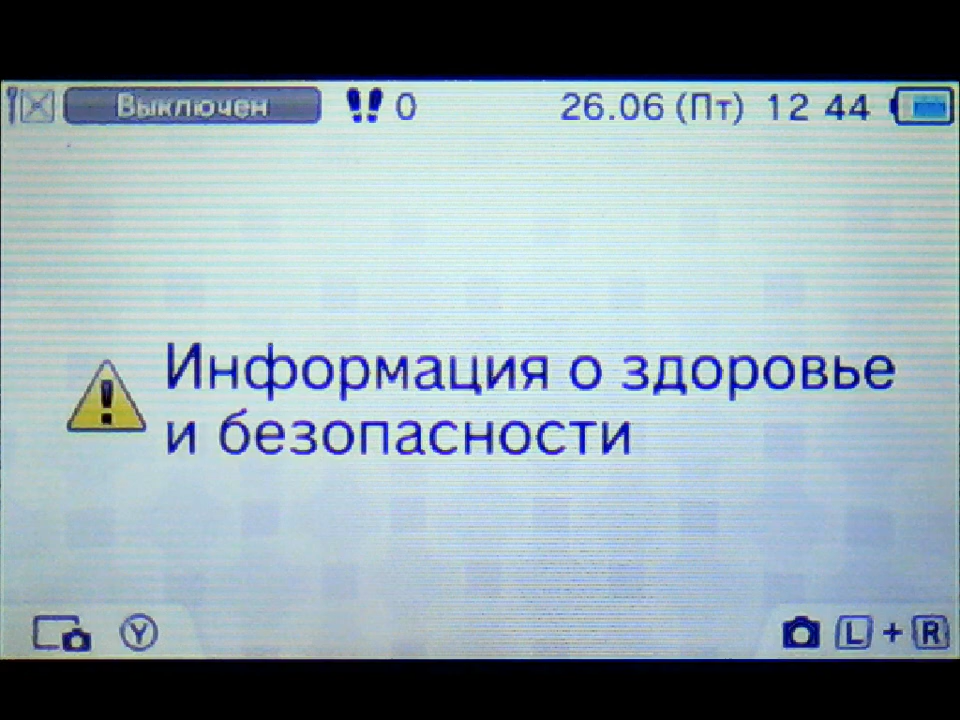 Выключен 0 26.06 (Пт) 12 44
Информация о здоровье
и безопасности
Y L + R